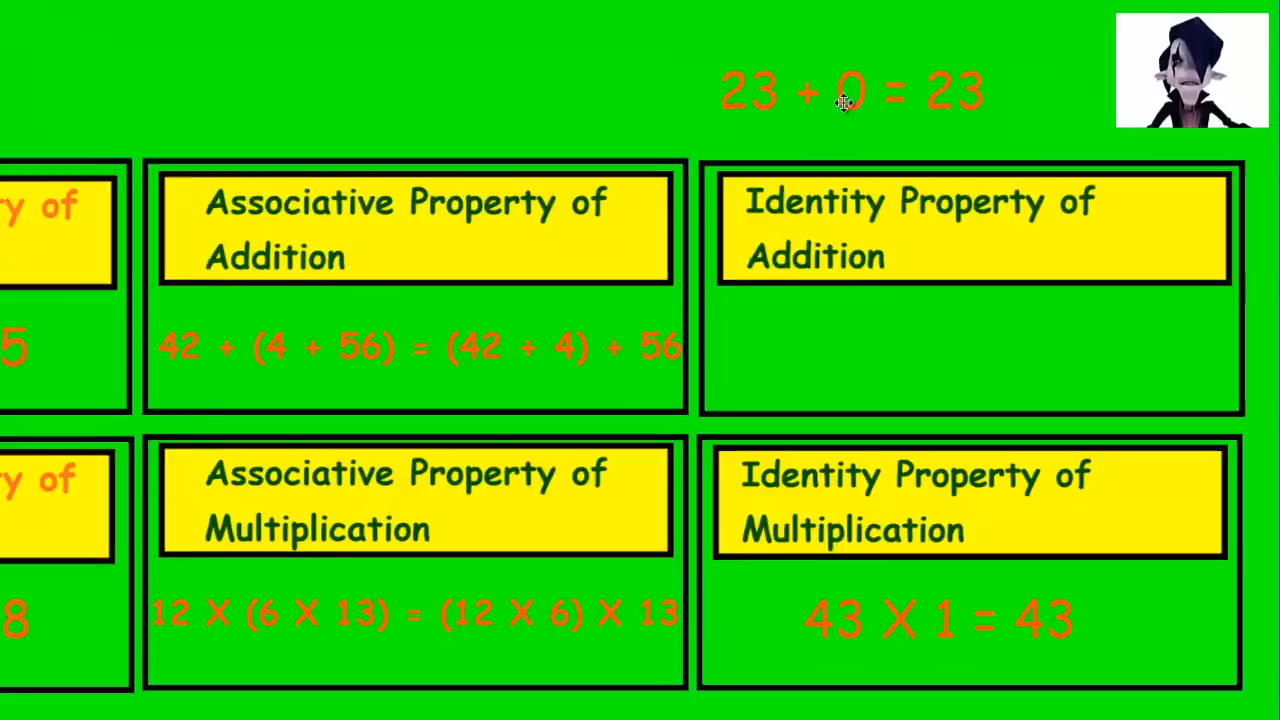 23 + 0 = 23
ty of
Associative Property of
Addition
Identity Property of
Addition
5
42 + (4 + 56) = (42 + 4) + 56
ty of
Associative Property of
Multiplication
Identity Property of
Multiplication
8
12 X (6 X 13) = (12 X 6) X 13
43 X 1 = 43